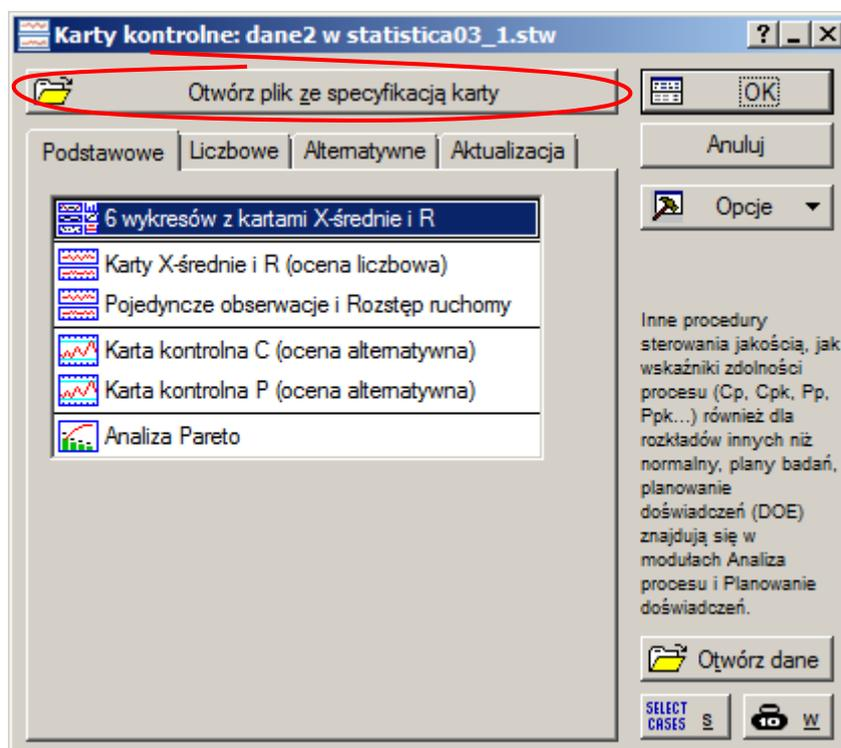 Karty kontrolne: dane2 w statistica03_1.stw
? _ X
Otwórz plik ze specyfikacją karty
OK
Podstawowe Liczbowe Alternatywne Aktualizacja
Anuluj
Opcje
6 wykresów z kartami X-średnie i R
Karty X-średnie i R (ocena liczbowa)
Pojedyncze obserwacje i Rozstęp ruchomy
Karta kontrolna C (ocena alternatywna)
Karta kontrolna P (ocena alternatywna)
Analiza Pareto
Inne procedury
sterowania jakością, jak
wskaźniki zdolności
procesu (Cp, Cpk, Pp,
Ppk...) również dla
rozkładów innych niż
normalny, plany badań,
planowanie
doświadczeń (DOE)
znajdują się w
modułach Analiza
procesu i Planowanie
doświadczeń.
Otwórz dane
SELECT
CASES S
10 W